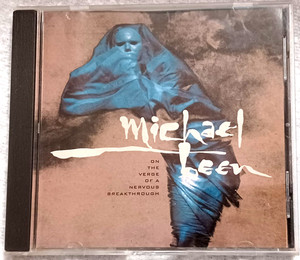 michael
been
ON
THE
VERGE
OF A
NERVOUS
BREAKTHROUGH